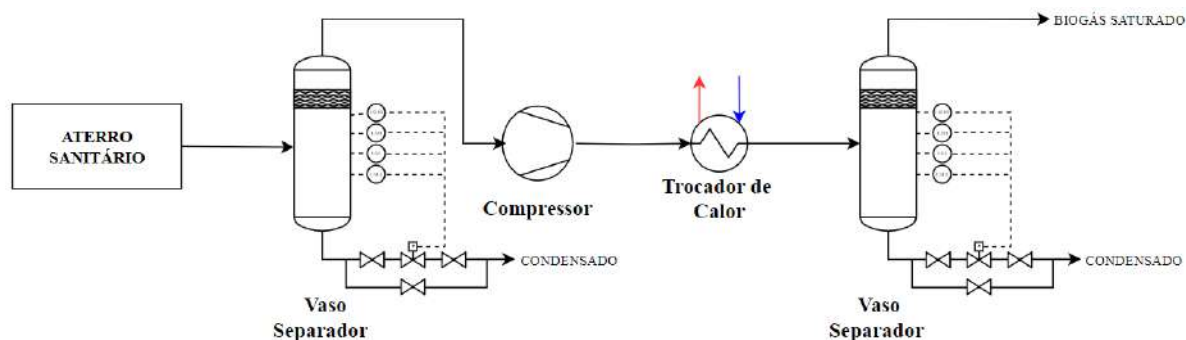 BIOGÁS SATURADO
ATERRO
SANITÁRIO
Compressor
Trocador de
Calor
CONDENSADO
CONDENSADO
Vaso
Separador
Vaso
Separador